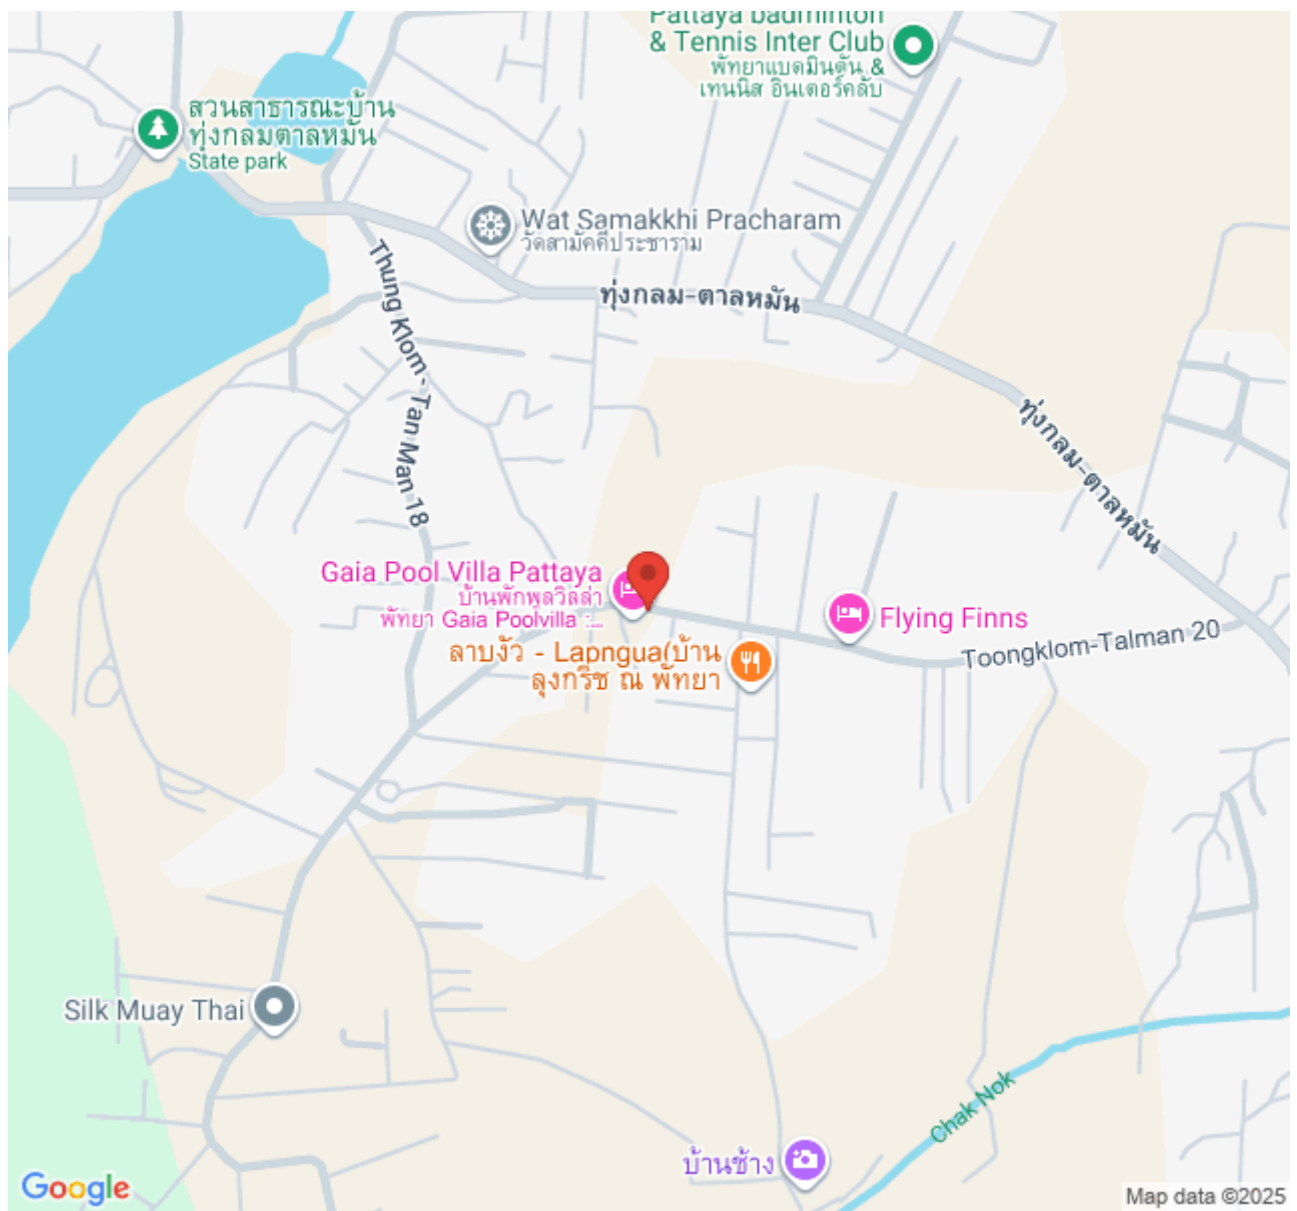 Pattaya badminton
& Tennis Inter Club
พัทยาแบดมินตัน &
เทนนิส อินเตอร์คลับ
สวนสาธารณะบ้าน
ทุ่งกลมตาลหมัน
State park
Wat Samakkhi Pracharam
วัดสามัคคีประชาราม
ทุ่งกลม-ตาลหมัน
Thung Klom - Tan Man 18
ทุ่งกลม-ตาลหมัน
Gaia Pool Villa Pattaya
บ้านพักพูลวิลล่า
พัทยา Gaia Poolvilla :...
Flying Finns
Toongklom-Talman 20
ลาบงัว - Lapngua(บ้าน
ลุงกริช ณ พัทยา
Silk Muay Thai
Chak Nok
บ้านช้าง
Google
Map data ©2025